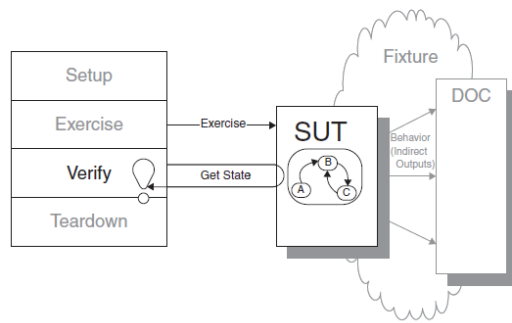 Setup
Exercise
Verify
Teardown
Exercise
Get State
SUT
A
B
C
Fixture
DOC
Behavior
(Indirect
Outputs)